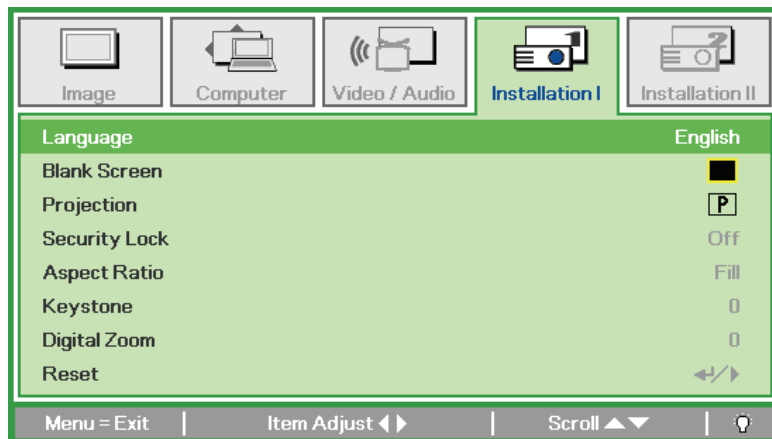 Image Computer Video / Audio Installation I Installation II
Language English
Blank Screen
Projection P
Security Lock Off
Aspect Ratio Fill
Keystone 0
Digital Zoom 0
Reset
Menu = Exit Item Adjust Scroll